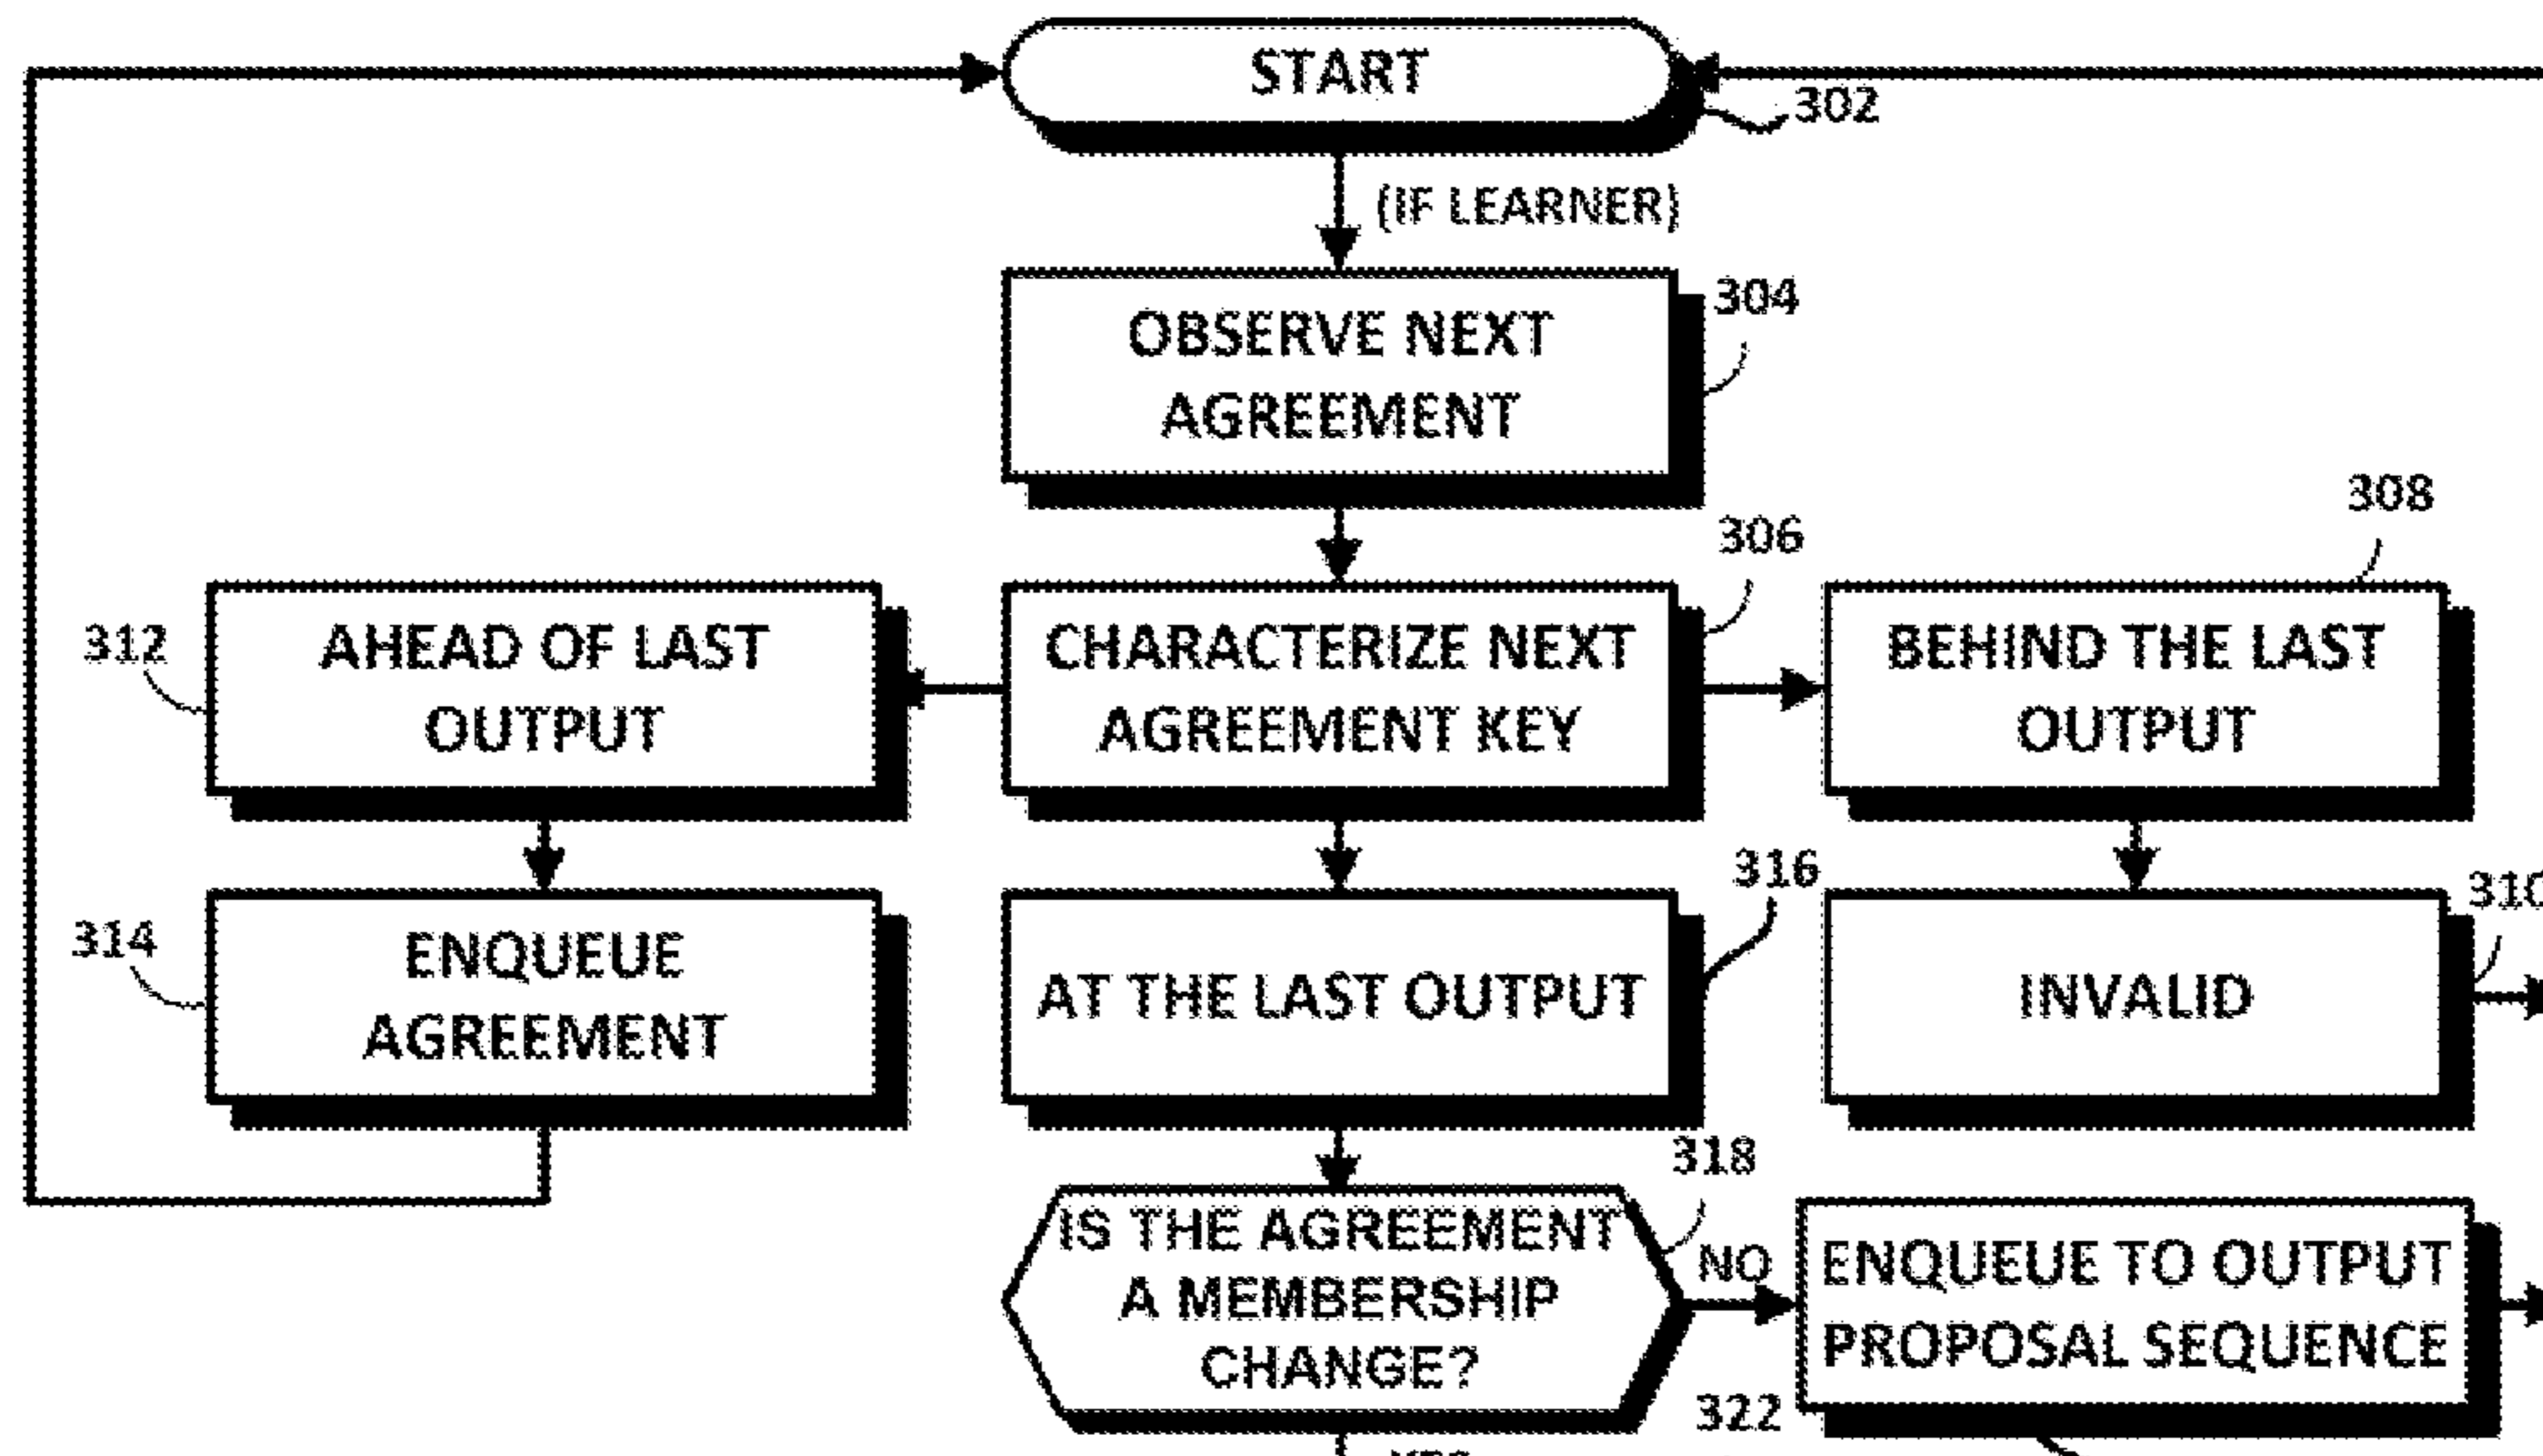 START
302
(IF LEARNER)
OBSERVE NEXT
AGREEMENT
304
306
308
312
AHEAD OF LAST
OUTPUT
CHARACTERIZE NEXT
AGREEMENT KEY
BEHIND THE LAST
OUTPUT
314
ENQUEUE
AGREEMENT
316
AT THE LAST OUTPUT
310
INVALID
318
IS THE AGREEMENT
A MEMBERSHIP
CHANGE?
NO
ENQUEUE TO OUTPUT
PROPOSAL SEQUENCE
322